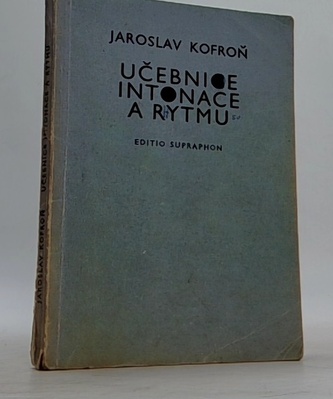 JAROSLAV KOFROŇ
UČEBNICE
INTONACE
A RYTMU
EDITIO SUPRAPHON
JAROSLAV KOFROŇ UČEBNICE INTONACE A RYTMU